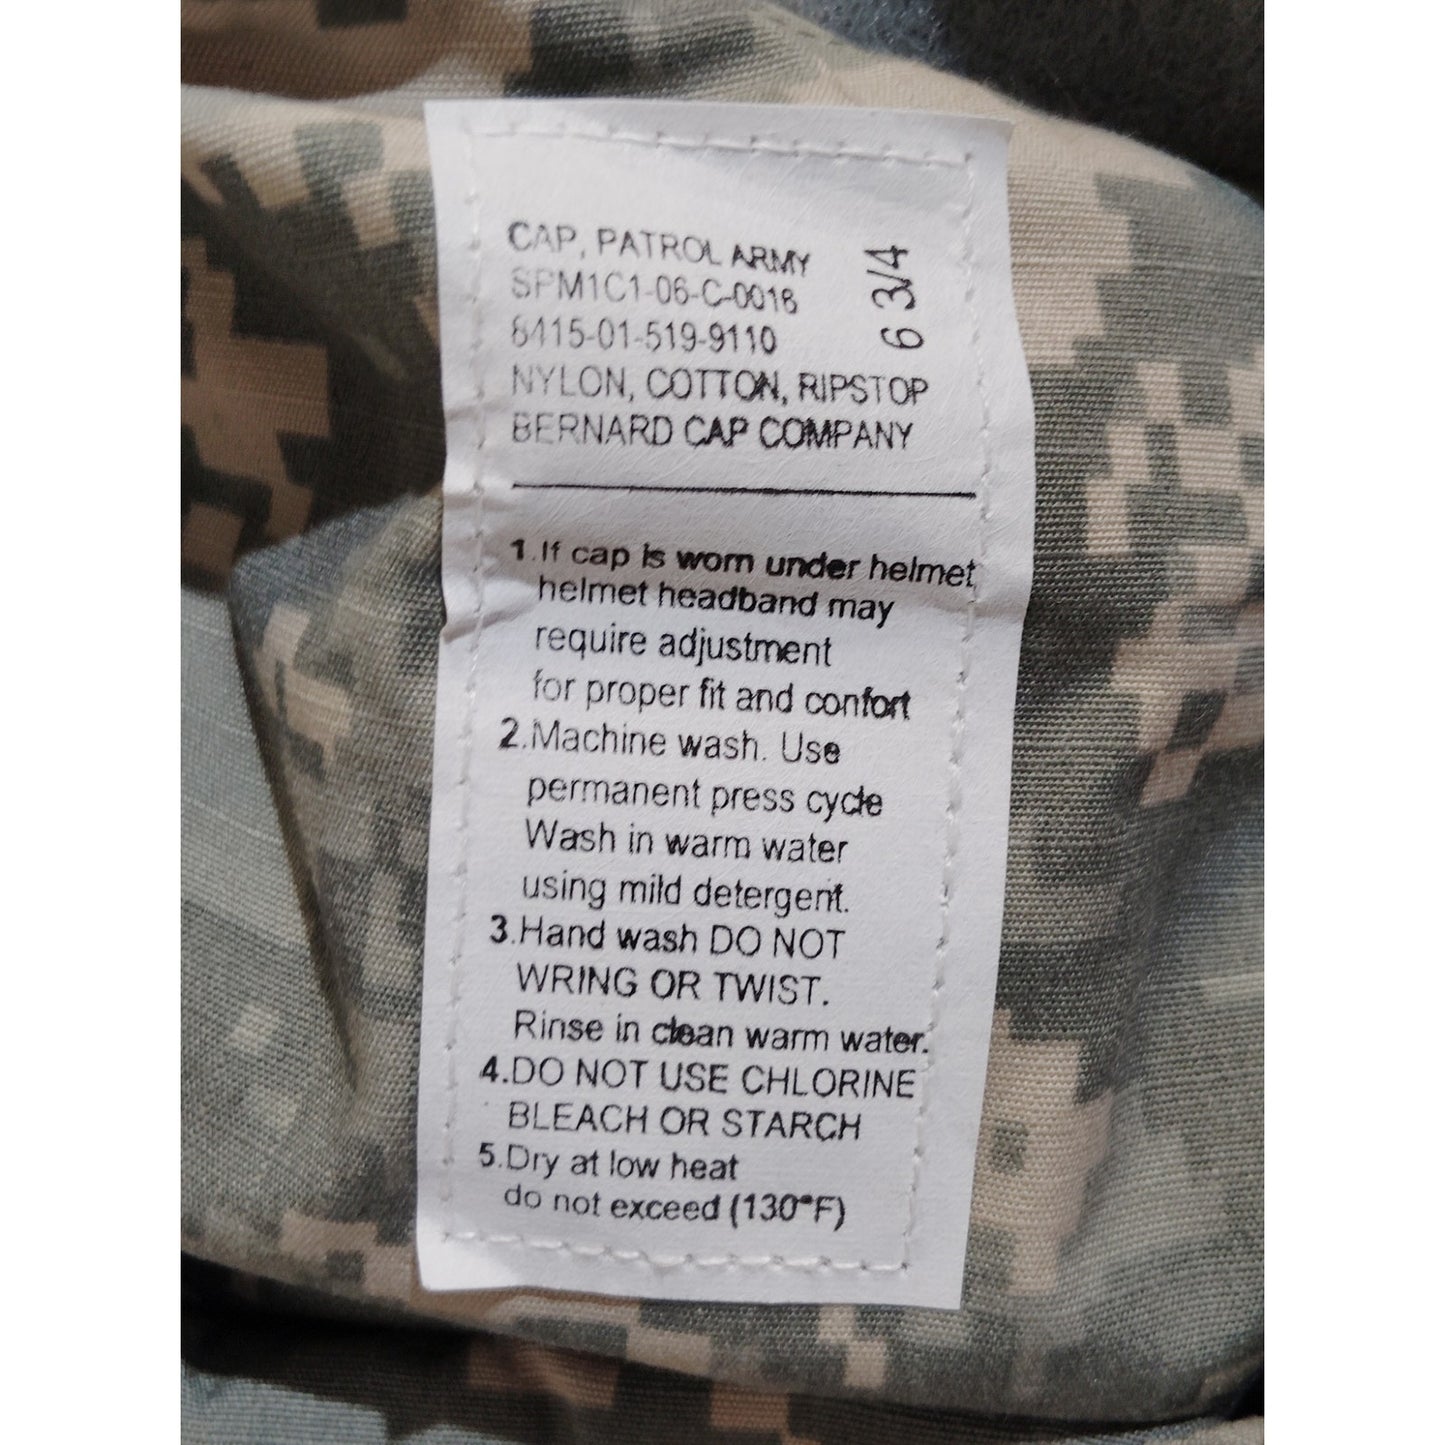 CAP, PATROL ARMY
SPM1C1-06-C-0016
8415-01-519-9110
NYLON, COTTON, RIPSTOP
BERNARD CAP COMPANY
6 3/4
1.If cap is worn under helmet
helmet headband may
require adjustment
for proper fit and confort
2.Machine wash. Use
permanent press cycle
Wash in warm water
using mild detergent.
3.Hand wash DO NOT
WRING OR TWIST.
Rinse in clean warm water.
4.DO NOT USE CHLORINE
BLEACH OR STARCH
5.Dry at low heat
do not exceed (130°F)